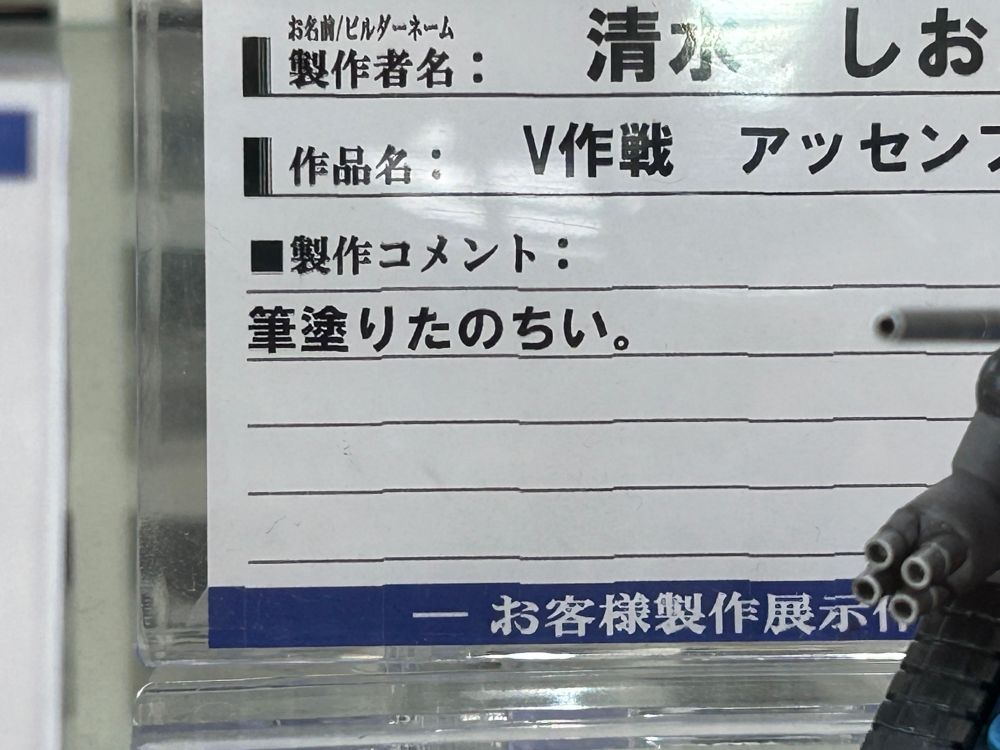 お名前/ビルダーネーム
製作者名： 清水 しお
作品名： V作戦 アッセンブ
■製作コメント：
筆塗りたのちい。
― お客様製作展示作